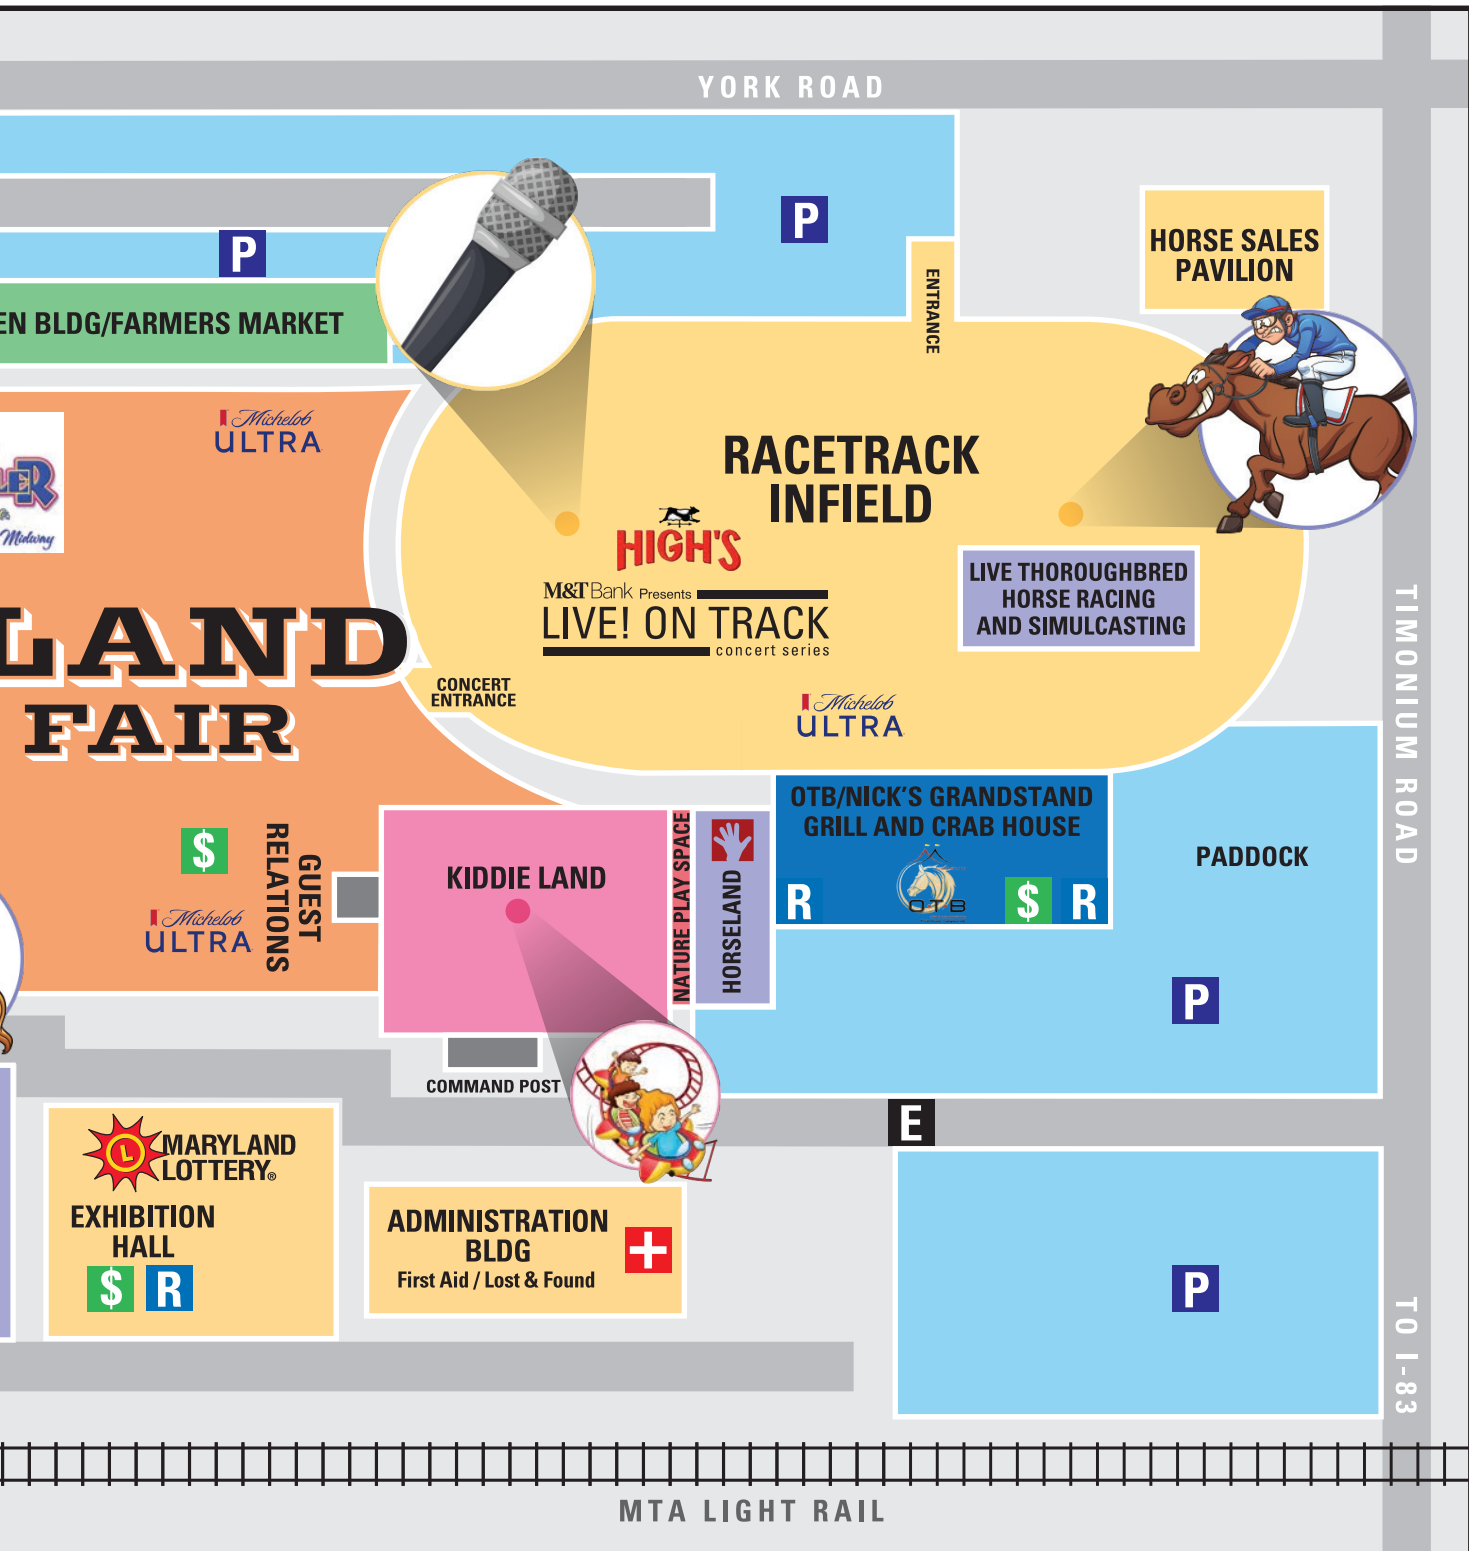 YORK ROAD
P
P
HORSE SALES
PAVILION
ENTRANCE
EN BLDG/FARMERS MARKET
Michelob
ULTRA
Midway
RACETRACK
INFIELD
HIGH'S
M&T Bank Presents
LIVE! ON TRACK
concert series
LIVE THOROUGHBRED
HORSE RACING
AND SIMULCASTING
LAND
FAIR
CONCERT
ENTRANCE
Michelob
ULTRA
TIMONIUM ROAD
$
GUEST
RELATIONS
Michelob
ULTRA
KIDDIE LAND
NATURE PLAY SPACE
HORSELAND
OTB/NICK'S GRANDSTAND
GRILL AND CRAB HOUSE
R
OTB
$ R
PADDOCK
P
COMMAND POST
E
L
MARYLAND
LOTTERY®
EXHIBITION
HALL
$ R
ADMINISTRATION
BLDG
First Aid / Lost & Found
P
TO I-83
MTA LIGHT RAIL